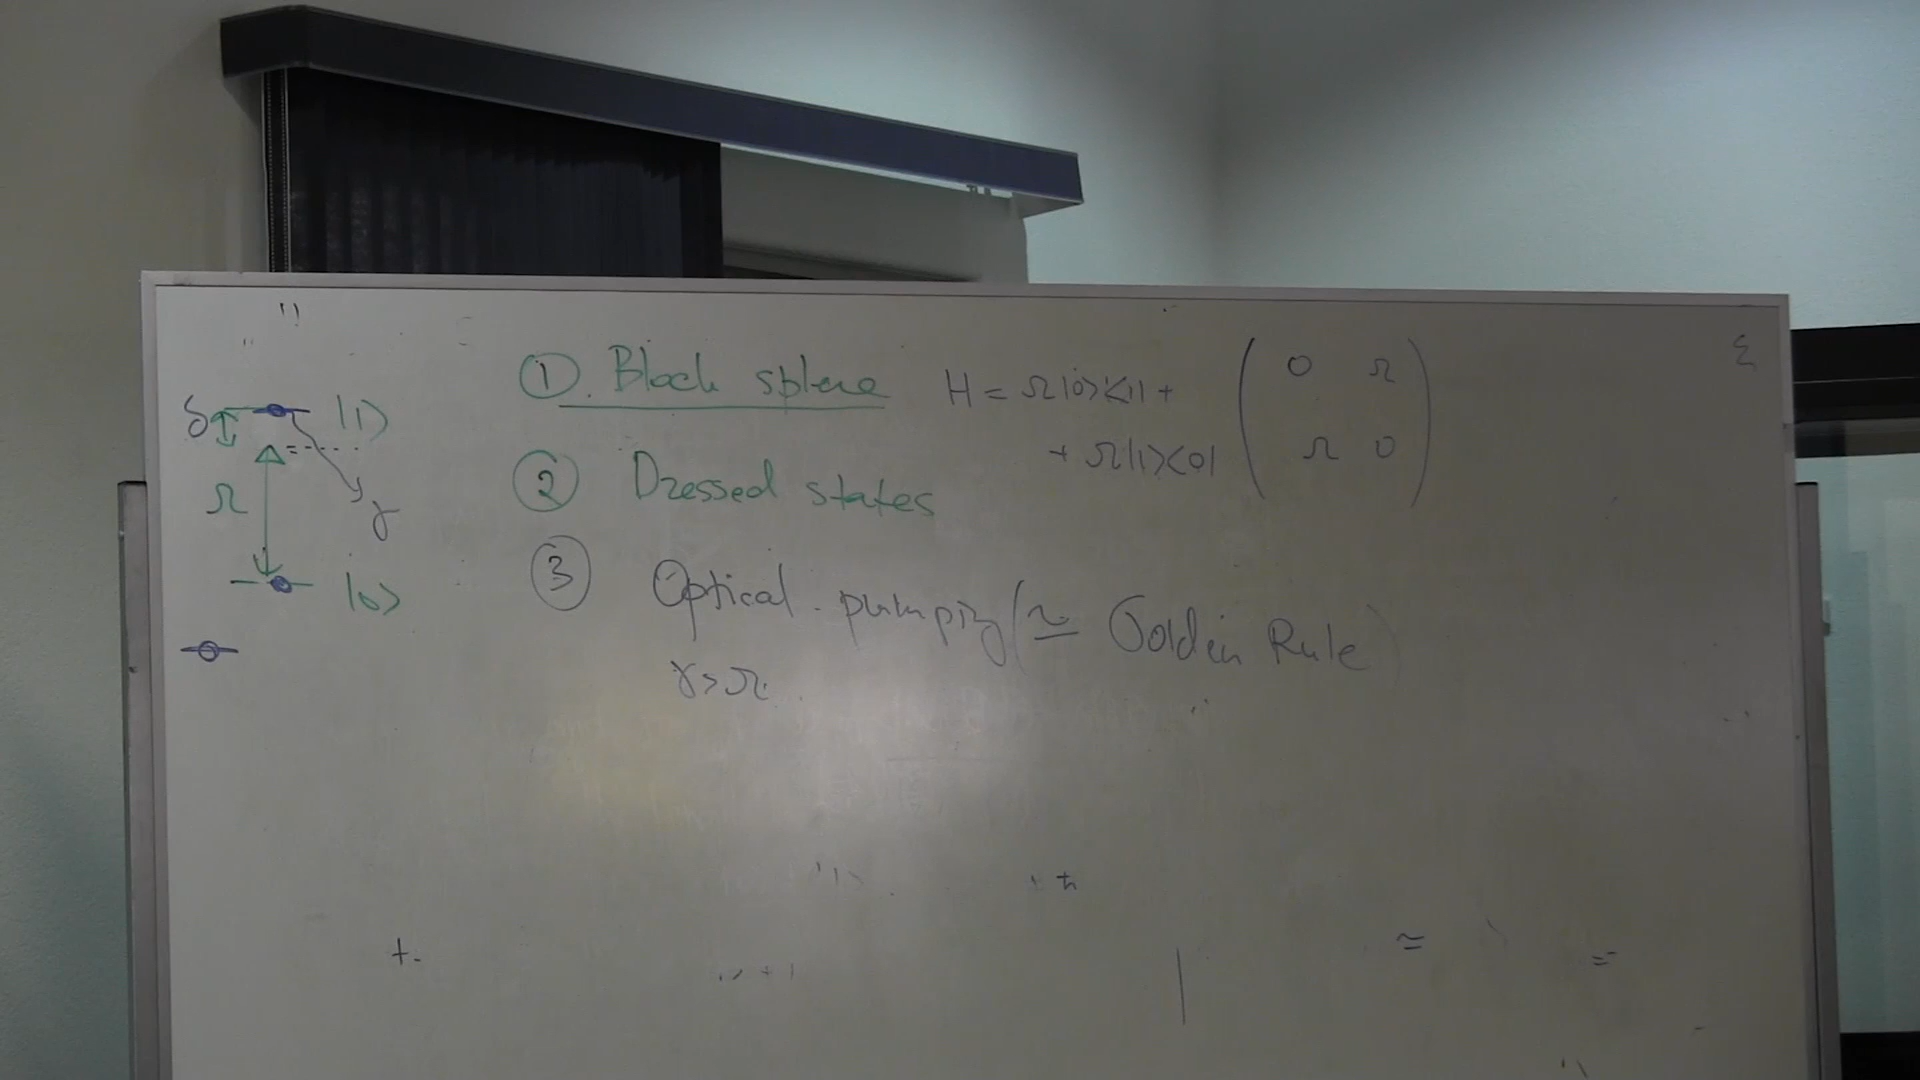 ① . Bloch sphere H = Ω|0><1| +
+ Ω|1><0|
( 0 Ω
Ω 0 )
② Dressed states
③ Optical pumping (≃ Golden Rule)
γ > Ω
δ |1>
Ω γ
|0>